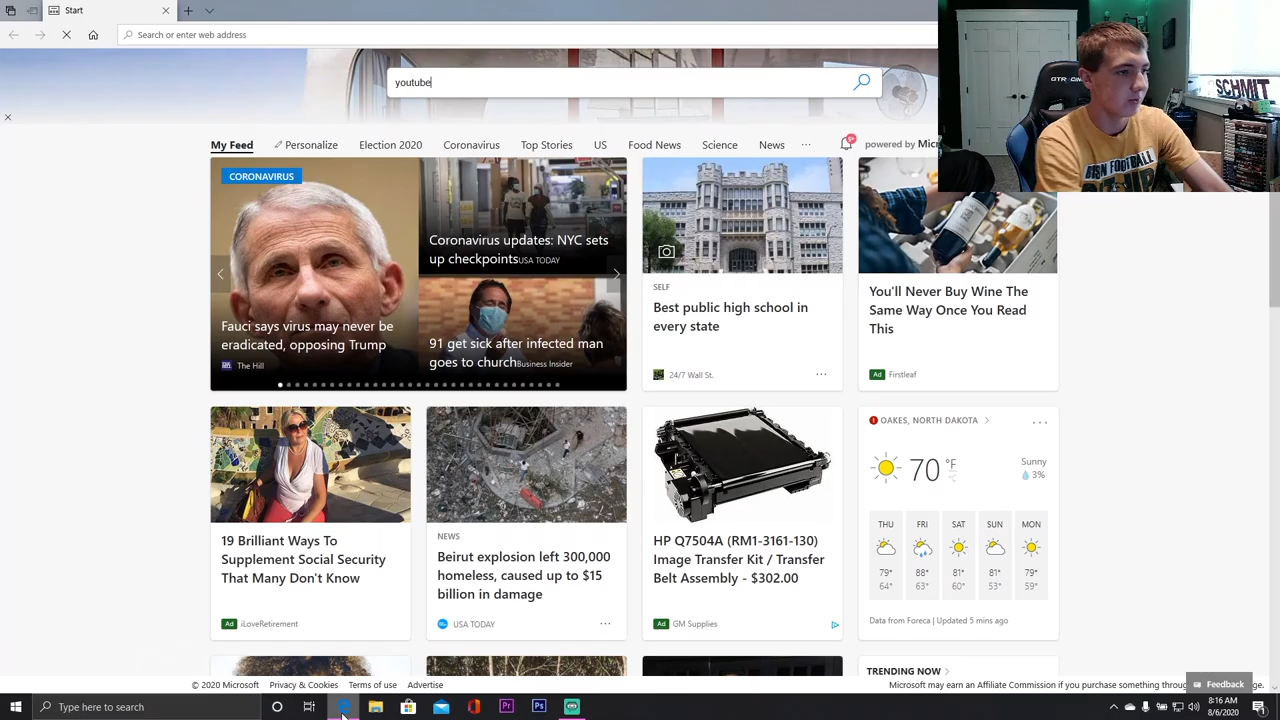 Start
Search or enter web address
youtube
GTR
SCHMIT
FOOTBALL
My Feed
Personalize
Election 2020
Coronavirus
Top Stories
US
Food News
Science
News
powered by Micr
CORONAVIRUS
Fauci says virus may never be
eradicated, opposing Trump
The Hill
Coronavirus updates: NYC sets
up checkpoints USA TODAY
91 get sick after infected man
goes to church Business Insider
SELF
Best public high school in
every state
24/7 Wall St.
You'll Never Buy Wine The
Same Way Once You Read
This
Ad Firstleaf
19 Brilliant Ways To
Supplement Social Security
That Many Don't Know
Ad iLoveRetirement
NEWS
Beirut explosion left 300,000
homeless, caused up to $15
billion in damage
USA TODAY
HP Q7504A (RM1-3161-130)
Image Transfer Kit / Transfer
Belt Assembly - $302.00
Ad GM Supplies
OAKES, NORTH DAKOTA
70 °F
°C
Sunny
3%
THU FRI SAT SUN MON
79° 88° 81° 81° 79°
64° 63° 60° 53° 59°
Data from Foreca | Updated 5 mins ago
TRENDING NOW
© 2020 Microsoft Privacy & Cookies Terms of use Advertise
Microsoft may earn an Affiliate Commission if you purchase something throu
ge.
Feedback
Type here to search
Pr
Ps
8:16 AM
8/6/2020